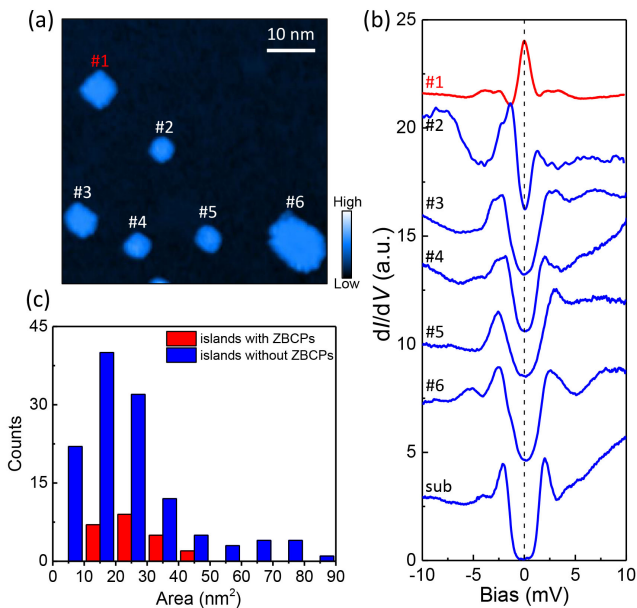 (a)
10 nm
#1
#2
#3
#4
#5
#6
High
Low
(b)
25
20
15
10
5
0
dI/dV (a.u.)
#1
#2
#3
#4
#5
#6
sub
-10
-5
0
5
10
Bias (mV)
(c)
45
30
15
0
Counts
islands with ZBCPs
islands without ZBCPs
0
10
20
30
40
50
60
70
80
90
Area (nm²)